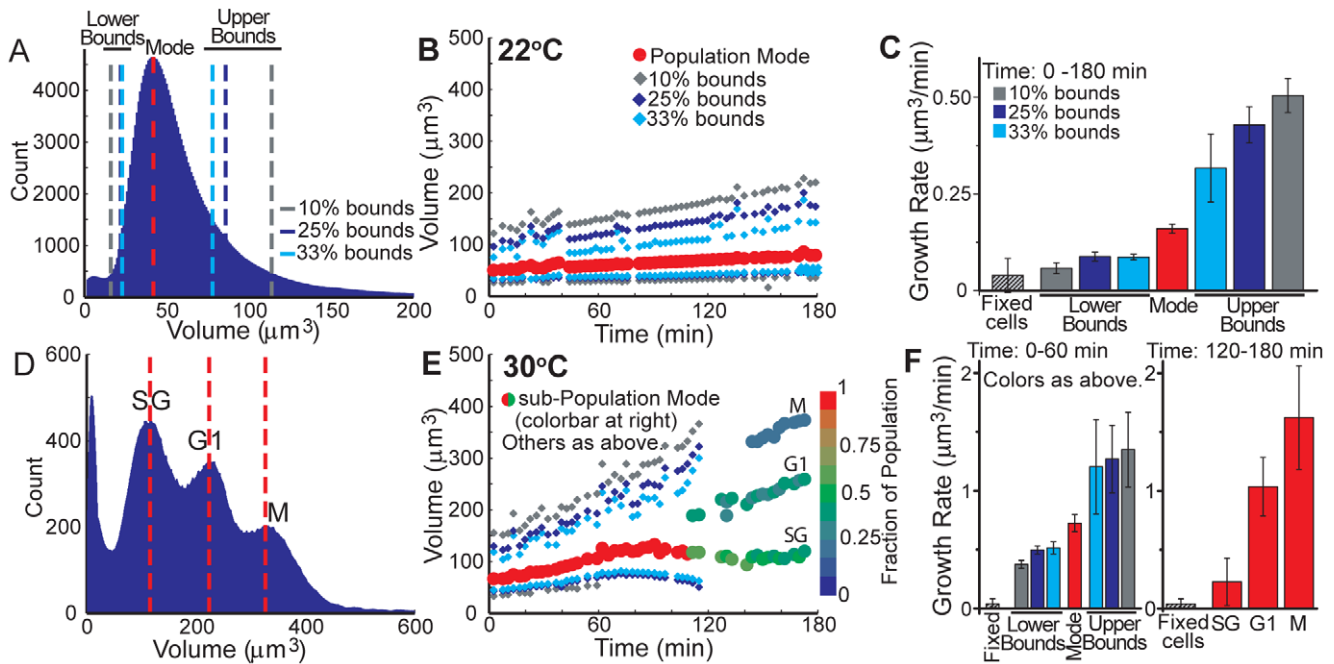 A
Lower
Bounds
Mode
Upper
Bounds
Count
4000
3000
2000
1000
0
10% bounds
25% bounds
33% bounds
0
50
100
150
200
Volume (μm³)
B
22°C
Population Mode
10% bounds
25% bounds
33% bounds
Volume (μm³)
500
400
300
200
100
0
0
60
120
180
Time (min)
C
Time: 0 -180 min
10% bounds
25% bounds
33% bounds
Growth Rate (μm³/min)
0.50
0.25
0
Fixed
cells
Lower
Bounds
Mode
Upper
Bounds
D
SG
G1
M
Count
600
400
200
0
0
200
400
600
Volume (μm³)
E
30°C
sub-Population Mode
(colorbar at right)
Others as above.
Volume (μm³)
500
400
300
200
100
0
0
60
120
180
Time (min)
M
G1
SG
1
0.75
0.5
0.25
0
Fraction of Population
F
Time: 0-60 min
Colors as above.
Growth Rate (μm³/min)
2
1
0
Fixed
Lower
Bounds
Mode
Upper
Bounds
Time: 120-180 min
2
1
0
Fixed
cells
SG
G1
M